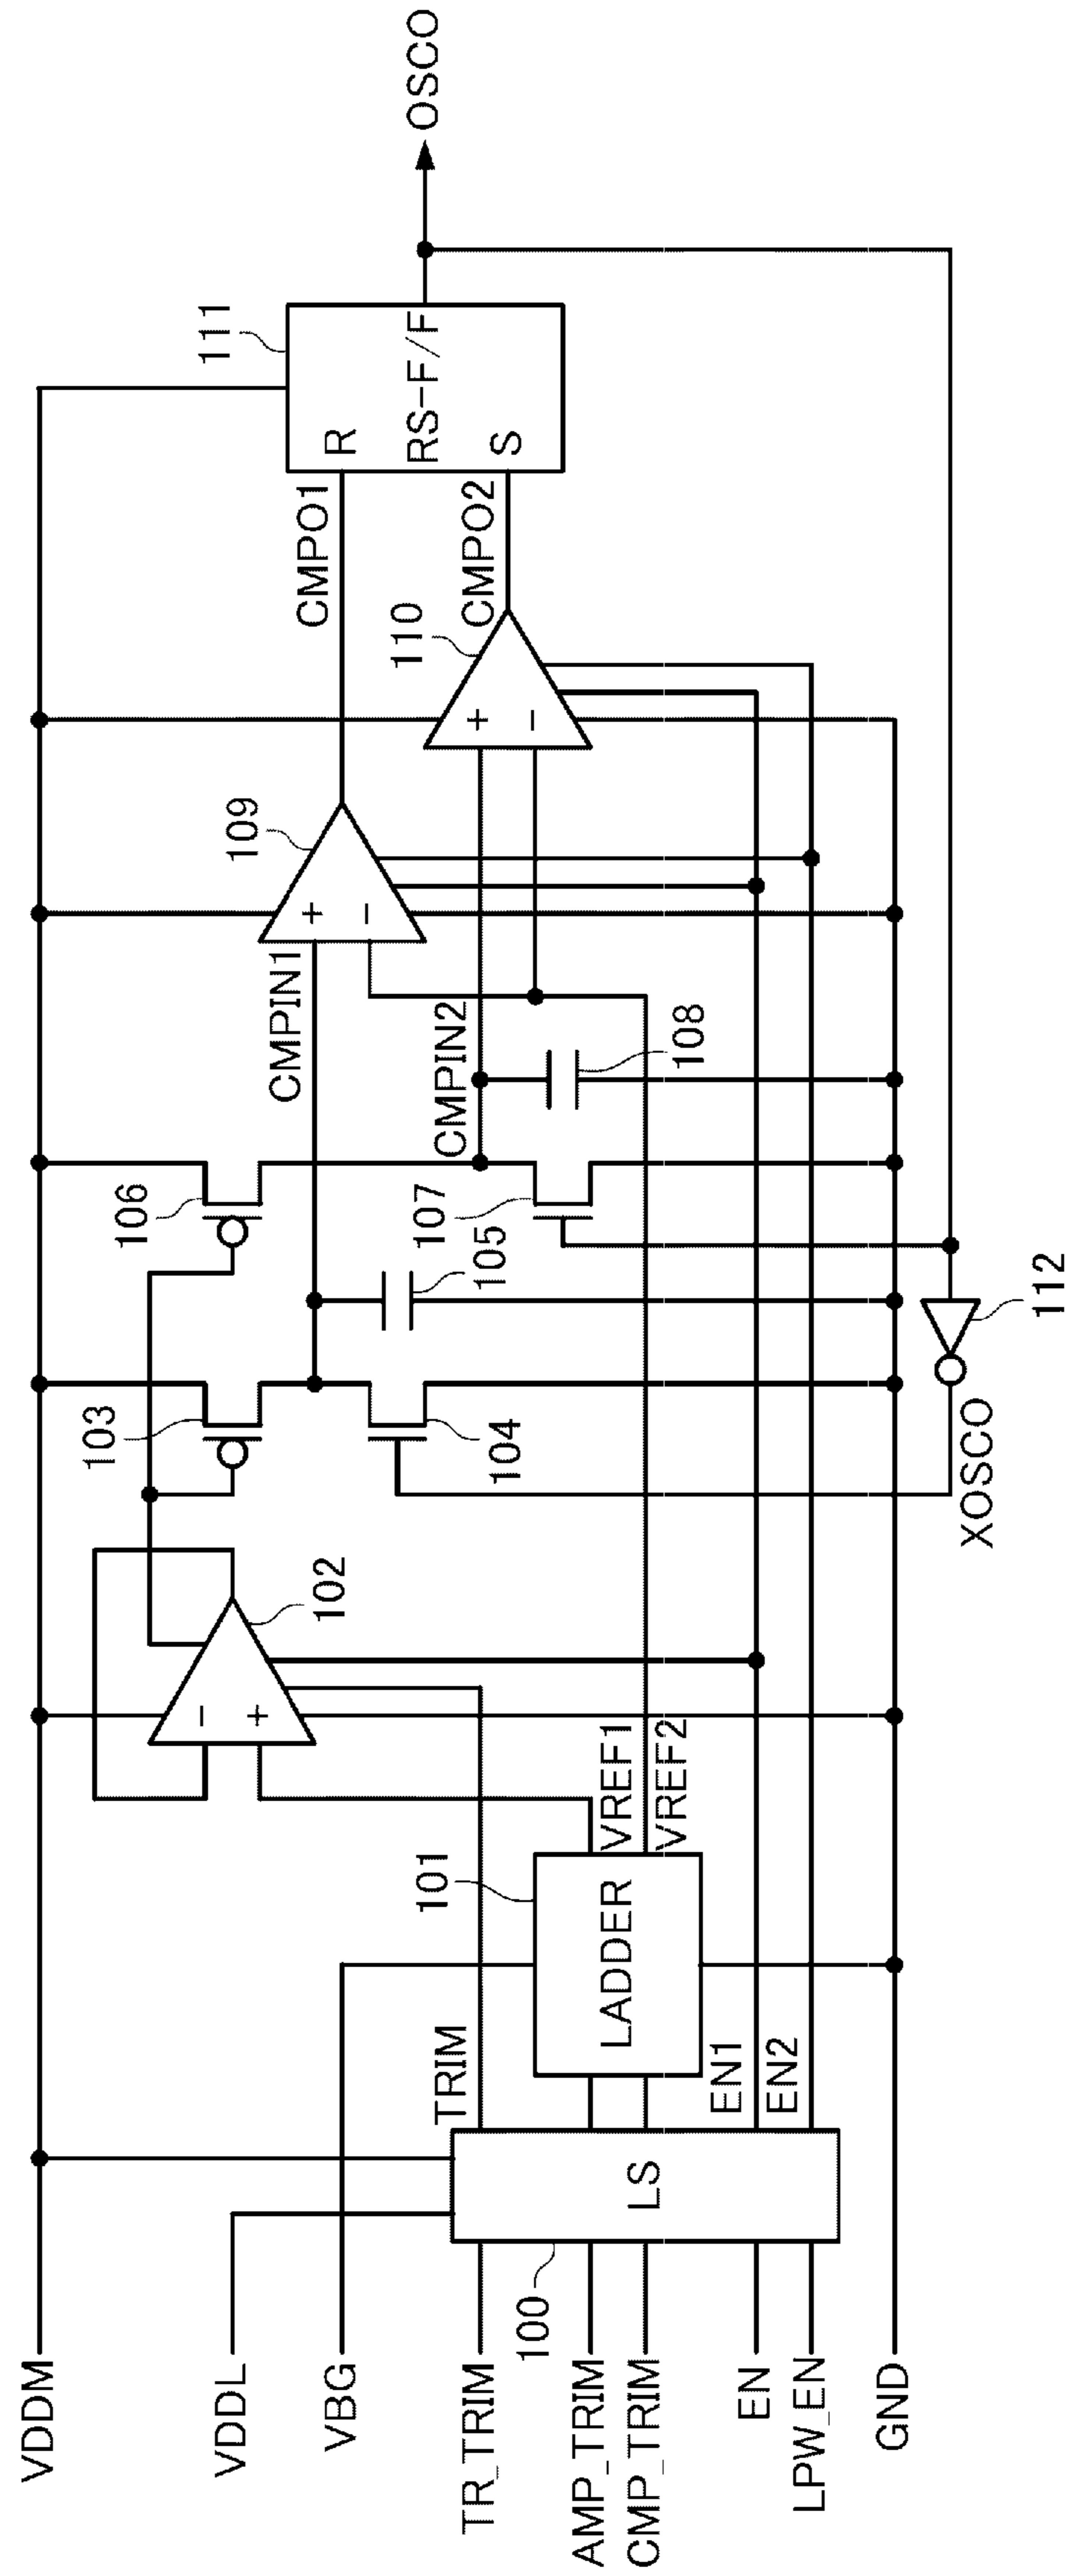 VDDM
VDDL
VBG
TR_TRIM
AMP_TRIM
CMP_TRIM
EN
LPW_EN
GND
100
LS
TRIM
EN1
EN2
101
LADDER
VREF1
VREF2
102
-
+
103
104
XOSCO
105
106
107
112
108
CMPIN1
CMPIN2
109
+
-
110
+
-
CMPO1
CMPO2
111
R
RS-F/F
S
OSCO